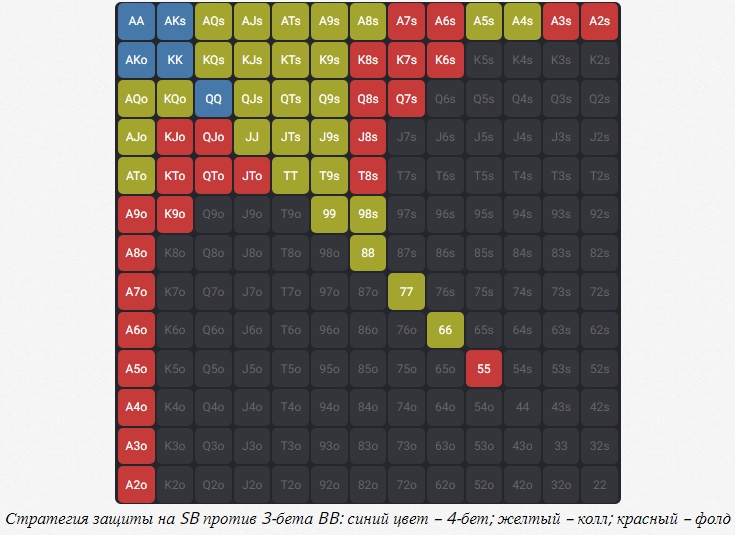 AA AKs AQs AJs ATs A9s A8s A7s A6s A5s A4s A3s A2s
AKo KK KQs KJs KTs K9s K8s K7s K6s K5s K4s K3s K2s
AQo KQo QQ QJs QTs Q9s Q8s Q7s Q6s Q5s Q4s Q3s Q2s
AJo KJo QJo JJ JTs J9s J8s J7s J6s J5s J4s J3s J2s
ATo KTo QTo JTo TT T9s T8s T7s T6s T5s T4s T3s T2s
A9o K9o Q9o J9o T9o 99 98s 97s 96s 95s 94s 93s 92s
A8o K8o Q8o J8o T8o 98o 88 87s 86s 85s 84s 83s 82s
A7o K7o Q7o J7o T7o 97o 87o 77 76s 75s 74s 73s 72s
A6o K6o Q6o J6o T6o 96o 86o 76o 66 65s 64s 63s 62s
A5o K5o Q5o J5o T5o 95o 85o 75o 65o 55 54s 53s 52s
A4o K4o Q4o J4o T4o 94o 84o 74o 64o 54o 44 43s 42s
A3o K3o Q3o J3o T3o 93o 83o 73o 63o 53o 43o 33 32s
A2o K2o Q2o J2o T2o 92o 82o 72o 62o 52o 42o 32o 22
Стратегия защиты на SB против 3-бета BB: синий цвет – 4-бет; желтый – колл; красный – фолд